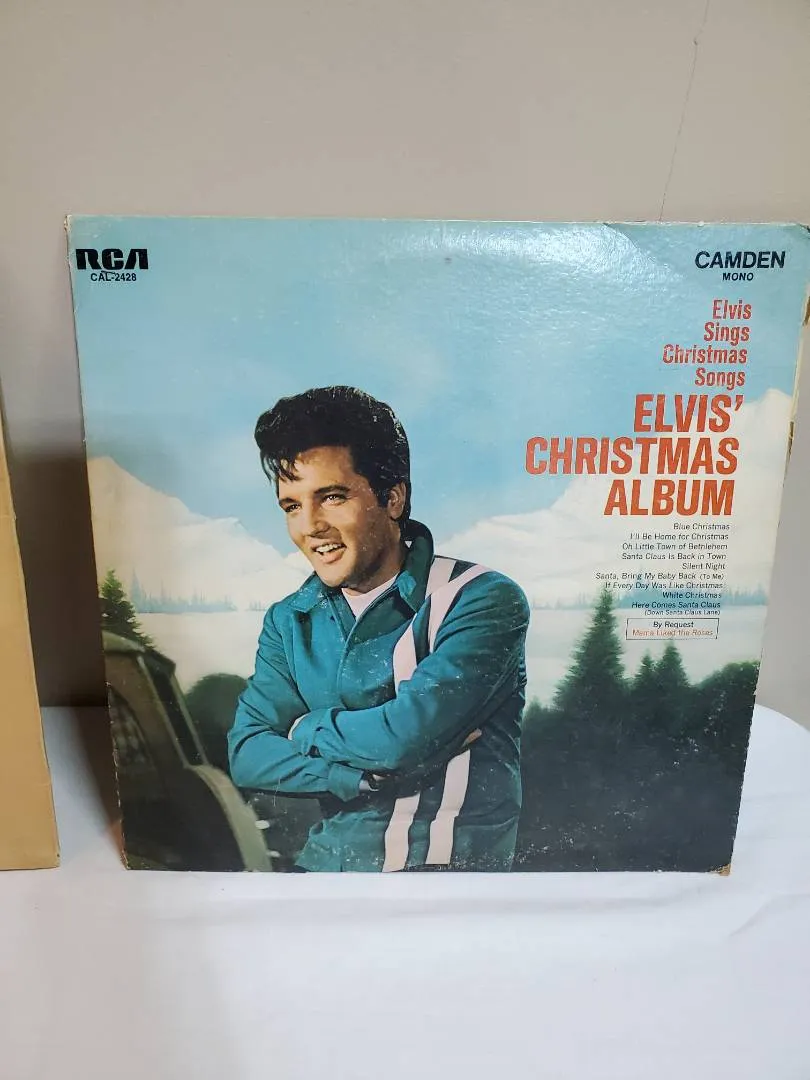 RCA
CAL-2428
CAMDEN
MONO
Elvis
Sings
Christmas
Songs
ELVIS'
CHRISTMAS
ALBUM
Blue Christmas
I'll Be Home for Christmas
Oh Little Town of Bethlehem
Santa Claus Is Back in Town
Silent Night
Santa, Bring My Baby Back (To Me)
If Every Day Was Like Christmas
White Christmas
Here Comes Santa Claus
(Down Santa Claus Lane)
By Request
Mama Liked the Roses